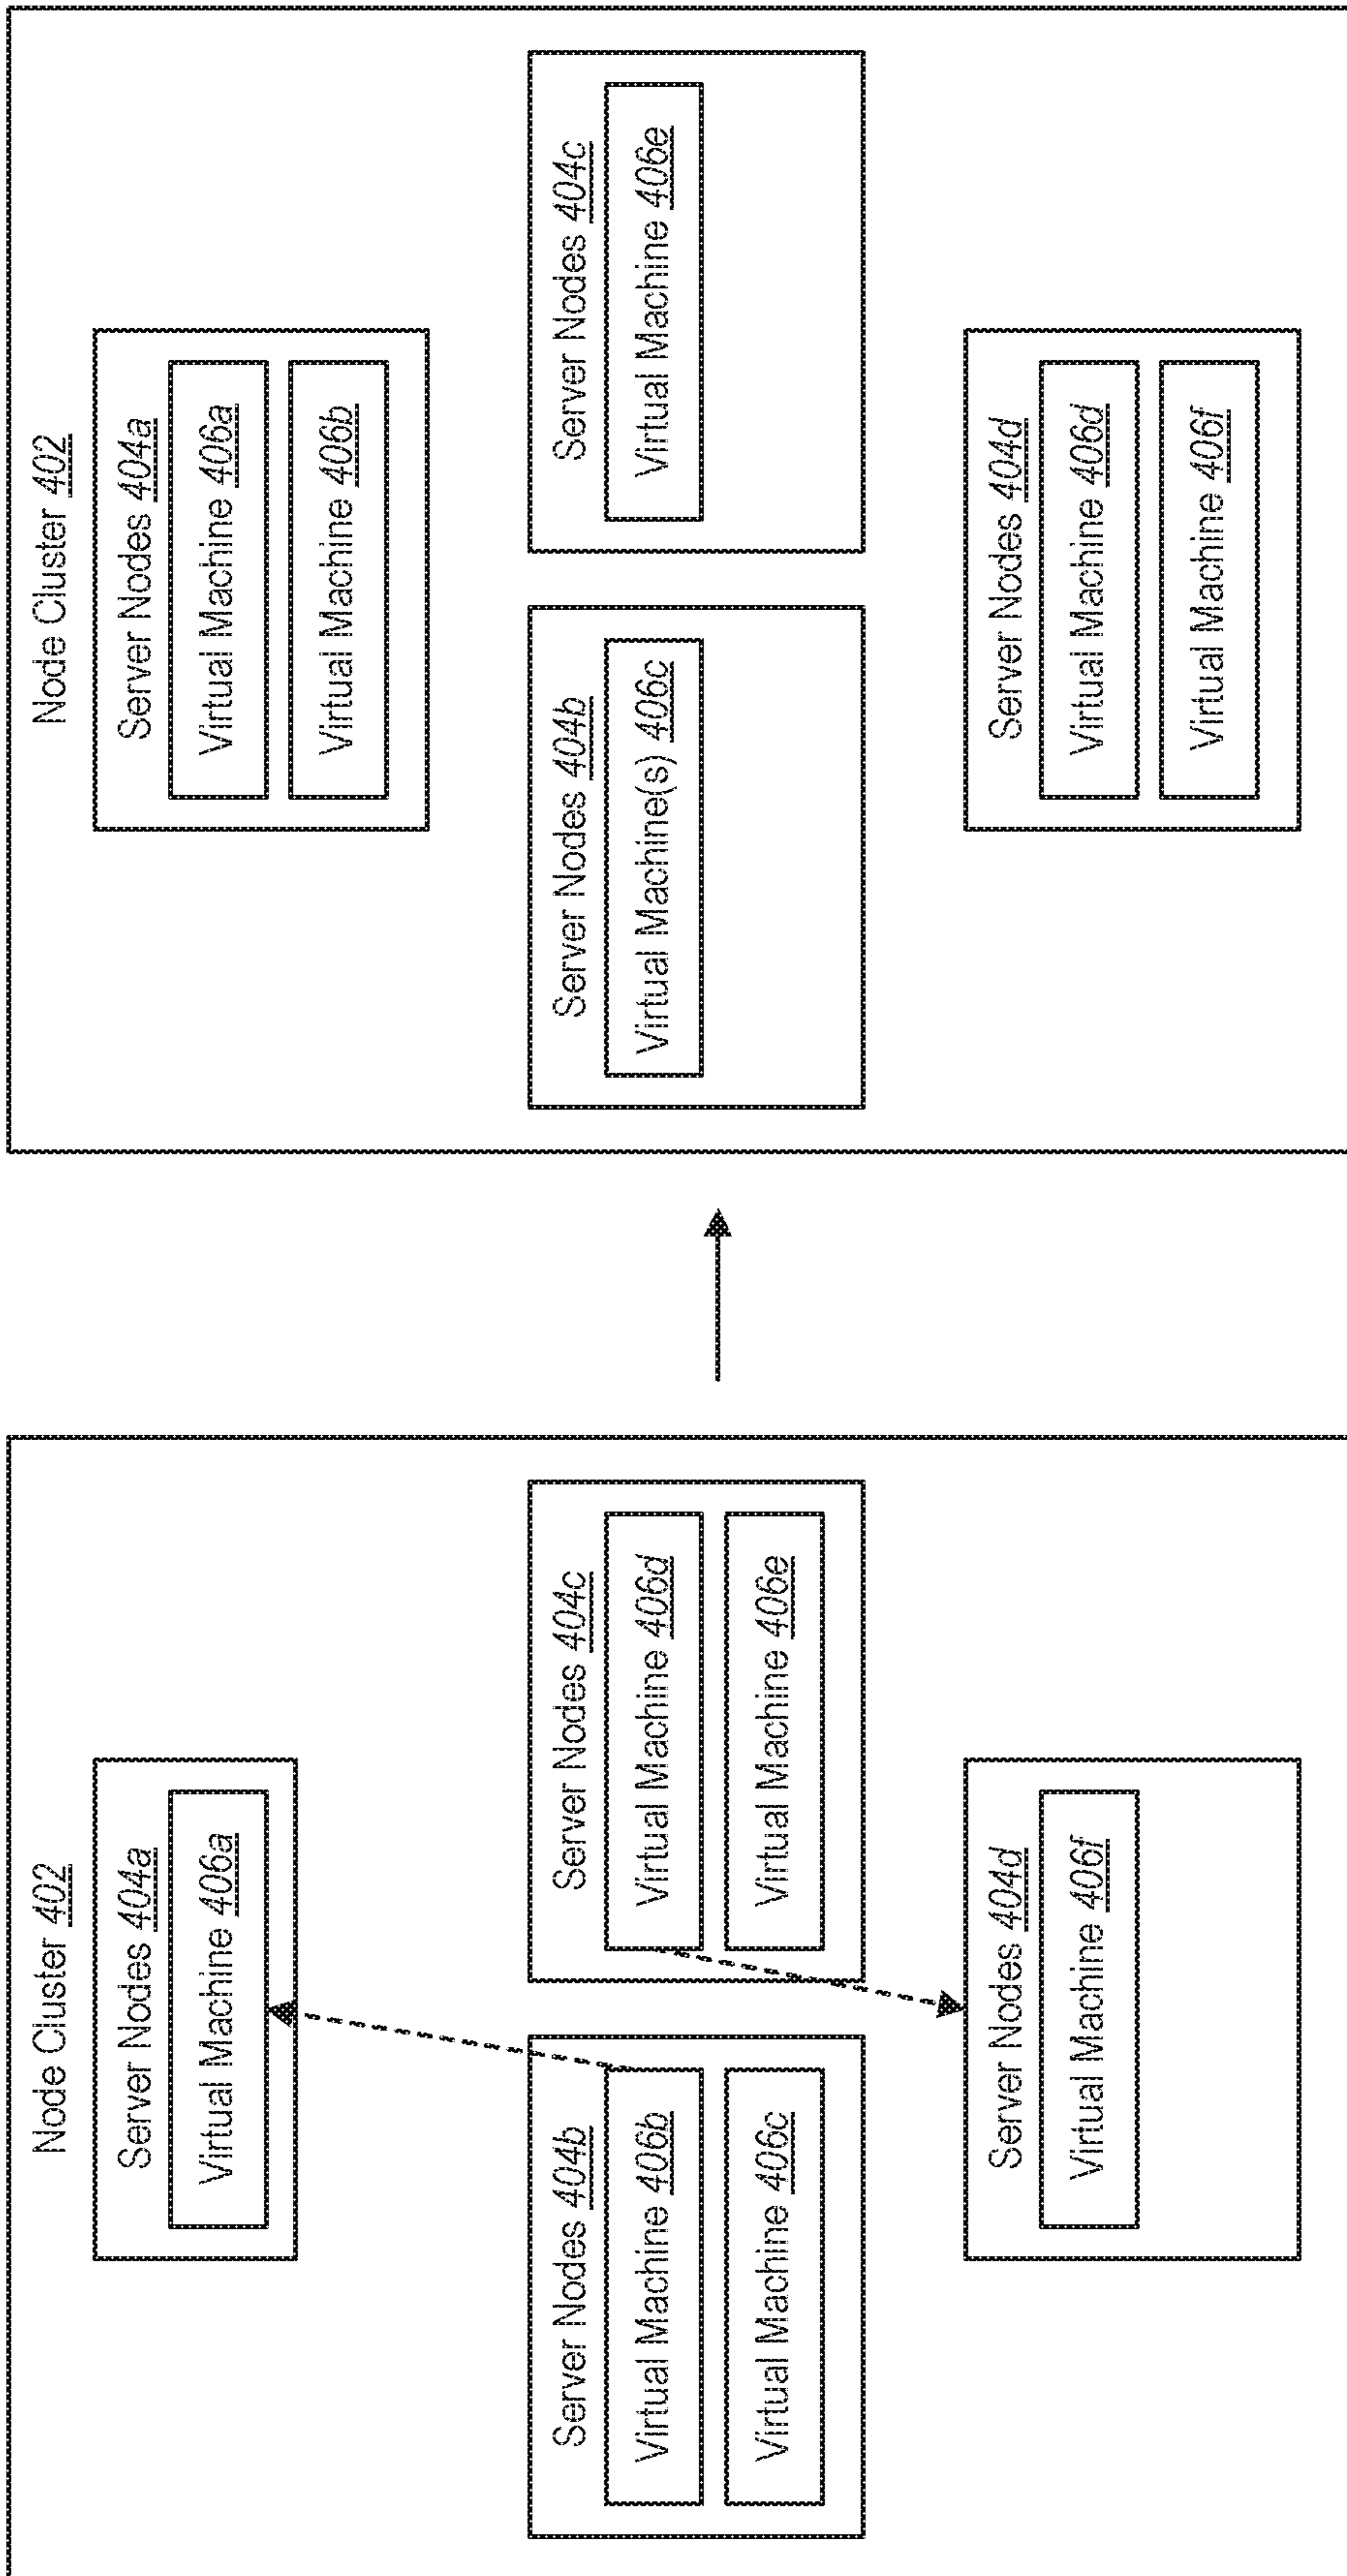 Node Cluster 402
Server Nodes 404a
Virtual Machine 406a
Server Nodes 404b
Virtual Machine 406b
Virtual Machine 406c
Server Nodes 404c
Virtual Machine 406d
Virtual Machine 406e
Server Nodes 404d
Virtual Machine 406f
Node Cluster 402
Server Nodes 404a
Virtual Machine 406a
Virtual Machine 406b
Server Nodes 404b
Virtual Machine(s) 406c
Server Nodes 404c
Virtual Machine 406e
Server Nodes 404d
Virtual Machine 406d
Virtual Machine 406f